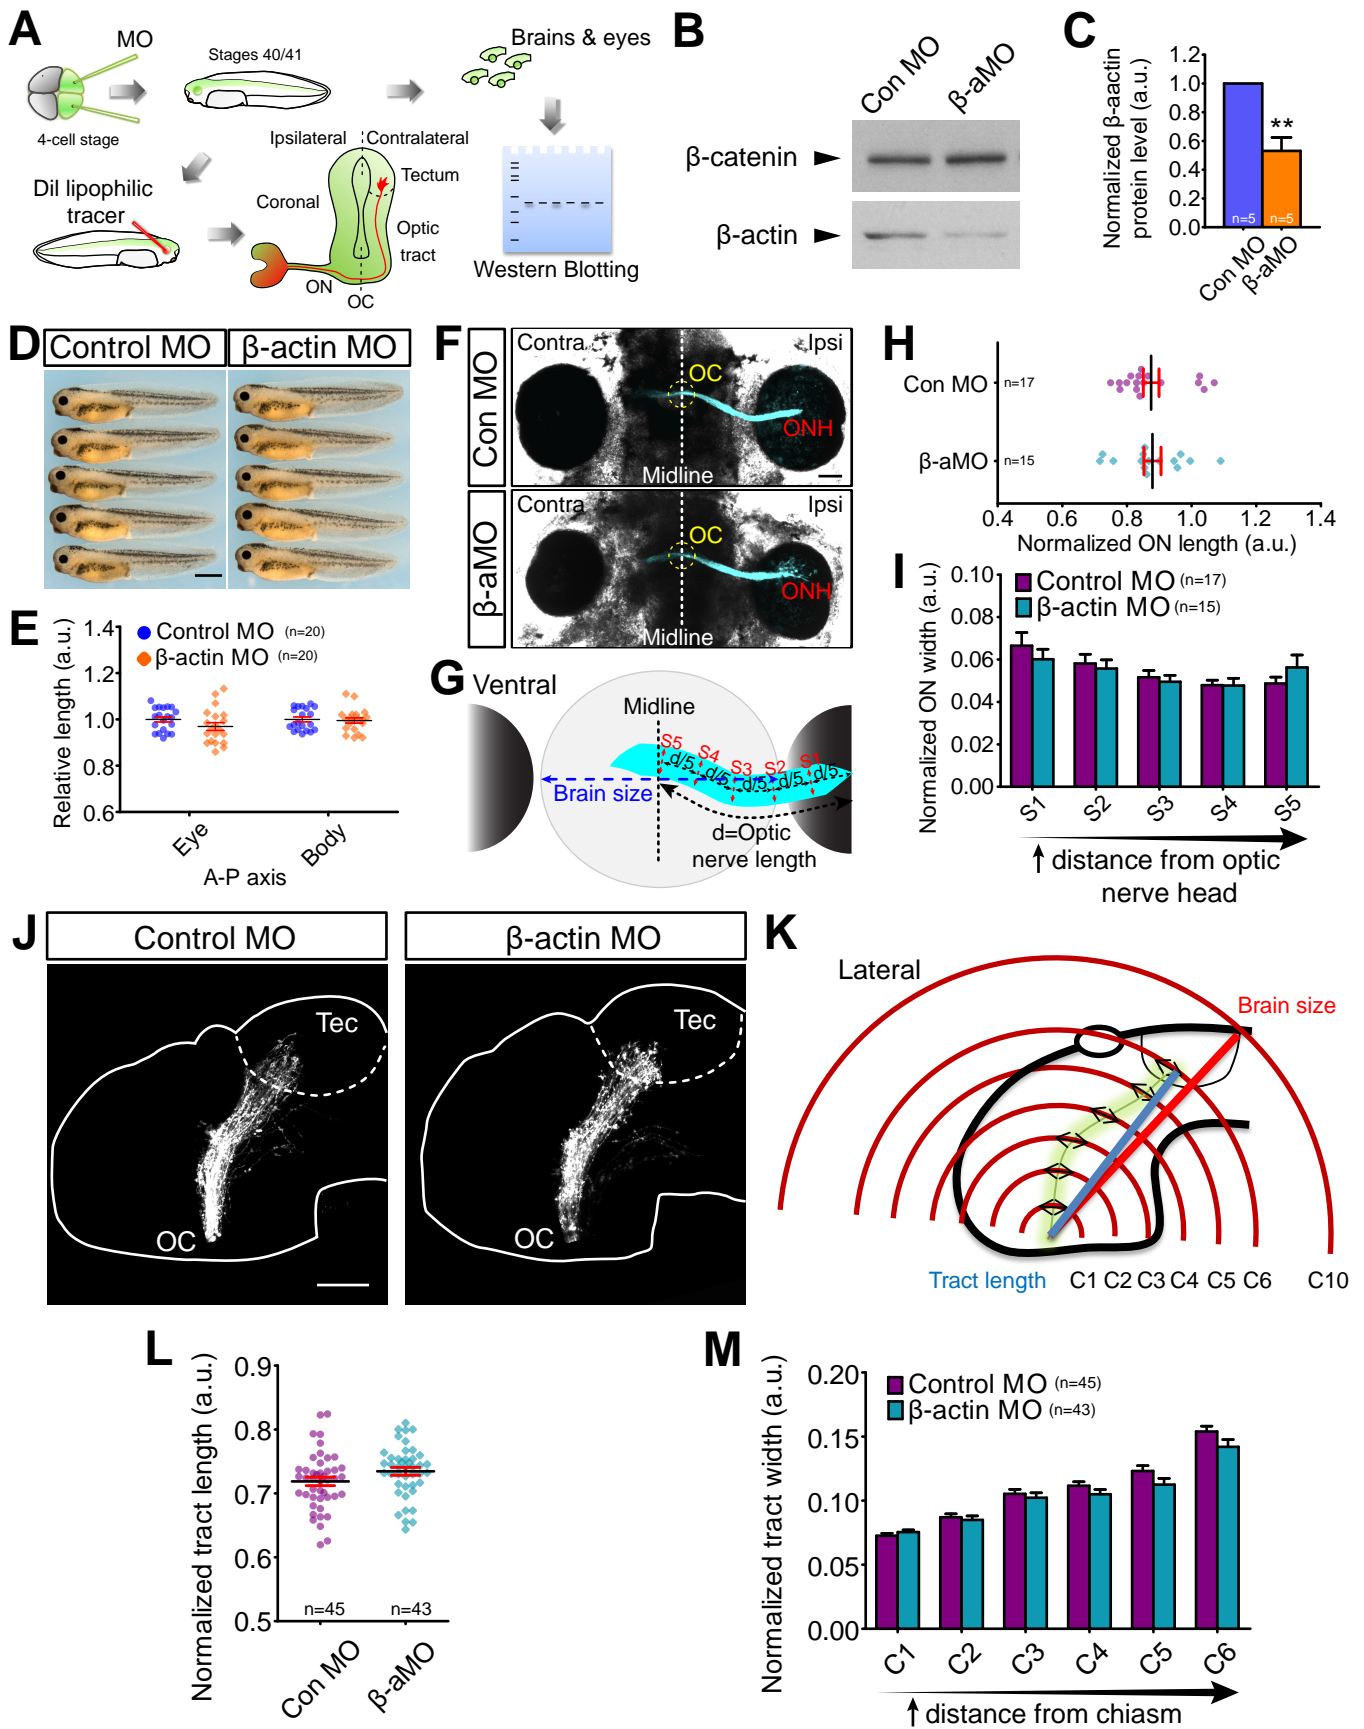 A
MO
4-cell stage
Stages 40/41
Brains & eyes
DiI lipophilic
tracer
Ipsilateral
Contralateral
Coronal
Tectum
Optic
tract
ON
OC
Western Blotting
B
Con MO
β-aMO
β-catenin
β-actin
C
Normalized β-aactin
protein level (a.u.)
1.2
1.0
0.8
0.6
0.4
0.2
0.0
**
n=5
n=5
Con MO
β-aMO
D
Control MO
β-actin MO
E
Relative length (a.u.)
1.4
1.2
1.0
0.8
0.6
Control MO (n=20)
β-actin MO (n=20)
Eye
Body
A-P axis
F
Con MO
Contra
Ipsi
OC
ONH
Midline
β-aMO
Contra
Ipsi
OC
ONH
Midline
G
Ventral
Midline
S5
S4
S3
S2
S1
d/5
d/5
d/5
d/5
d/5
Brain size
d=Optic
nerve length
H
Con MO
n=17
β-aMO
n=15
0.4
0.6
0.8
1.0
1.2
1.4
Normalized ON length (a.u.)
I
Normalized ON width (a.u.)
0.10
0.08
0.06
0.04
0.02
0.00
Control MO (n=17)
β-actin MO (n=15)
S1
S2
S3
S4
S5
distance from optic
nerve head
J
Control MO
β-actin MO
Tec
OC
Tec
OC
K
Lateral
Brain size
Tract length
C1
C2
C3
C4
C5
C6
C10
L
Normalized tract length (a.u.)
0.9
0.8
0.7
0.6
0.5
n=45
n=43
Con MO
β-aMO
M
Normalized tract width (a.u.)
0.20
0.15
0.10
0.05
0.00
Control MO (n=45)
β-actin MO (n=43)
C1
C2
C3
C4
C5
C6
distance from chiasm